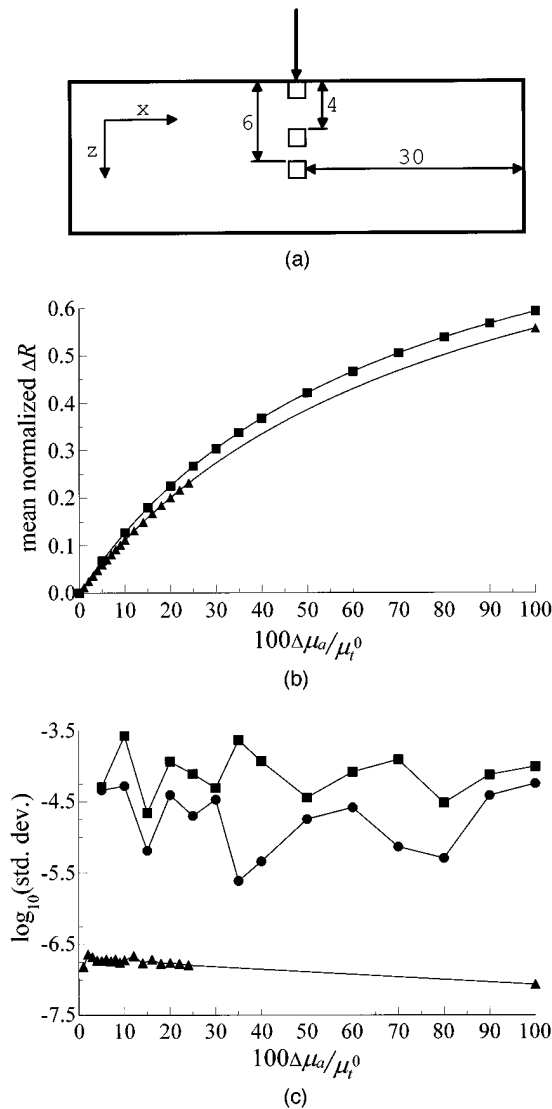 x
z
6
4
30
(a)
mean normalized ΔR
0.6
0.5
0.4
0.3
0.2
0.1
0.0
0 10 20 30 40 50 60 70 80 90 100
100Δμₐ/μₜ⁰
(b)
log₁₀(std. dev.)
-3.5
-4.5
-5.5
-6.5
-7.5
0 10 20 30 40 50 60 70 80 90 100
100Δμₐ/μₜ⁰
(c)